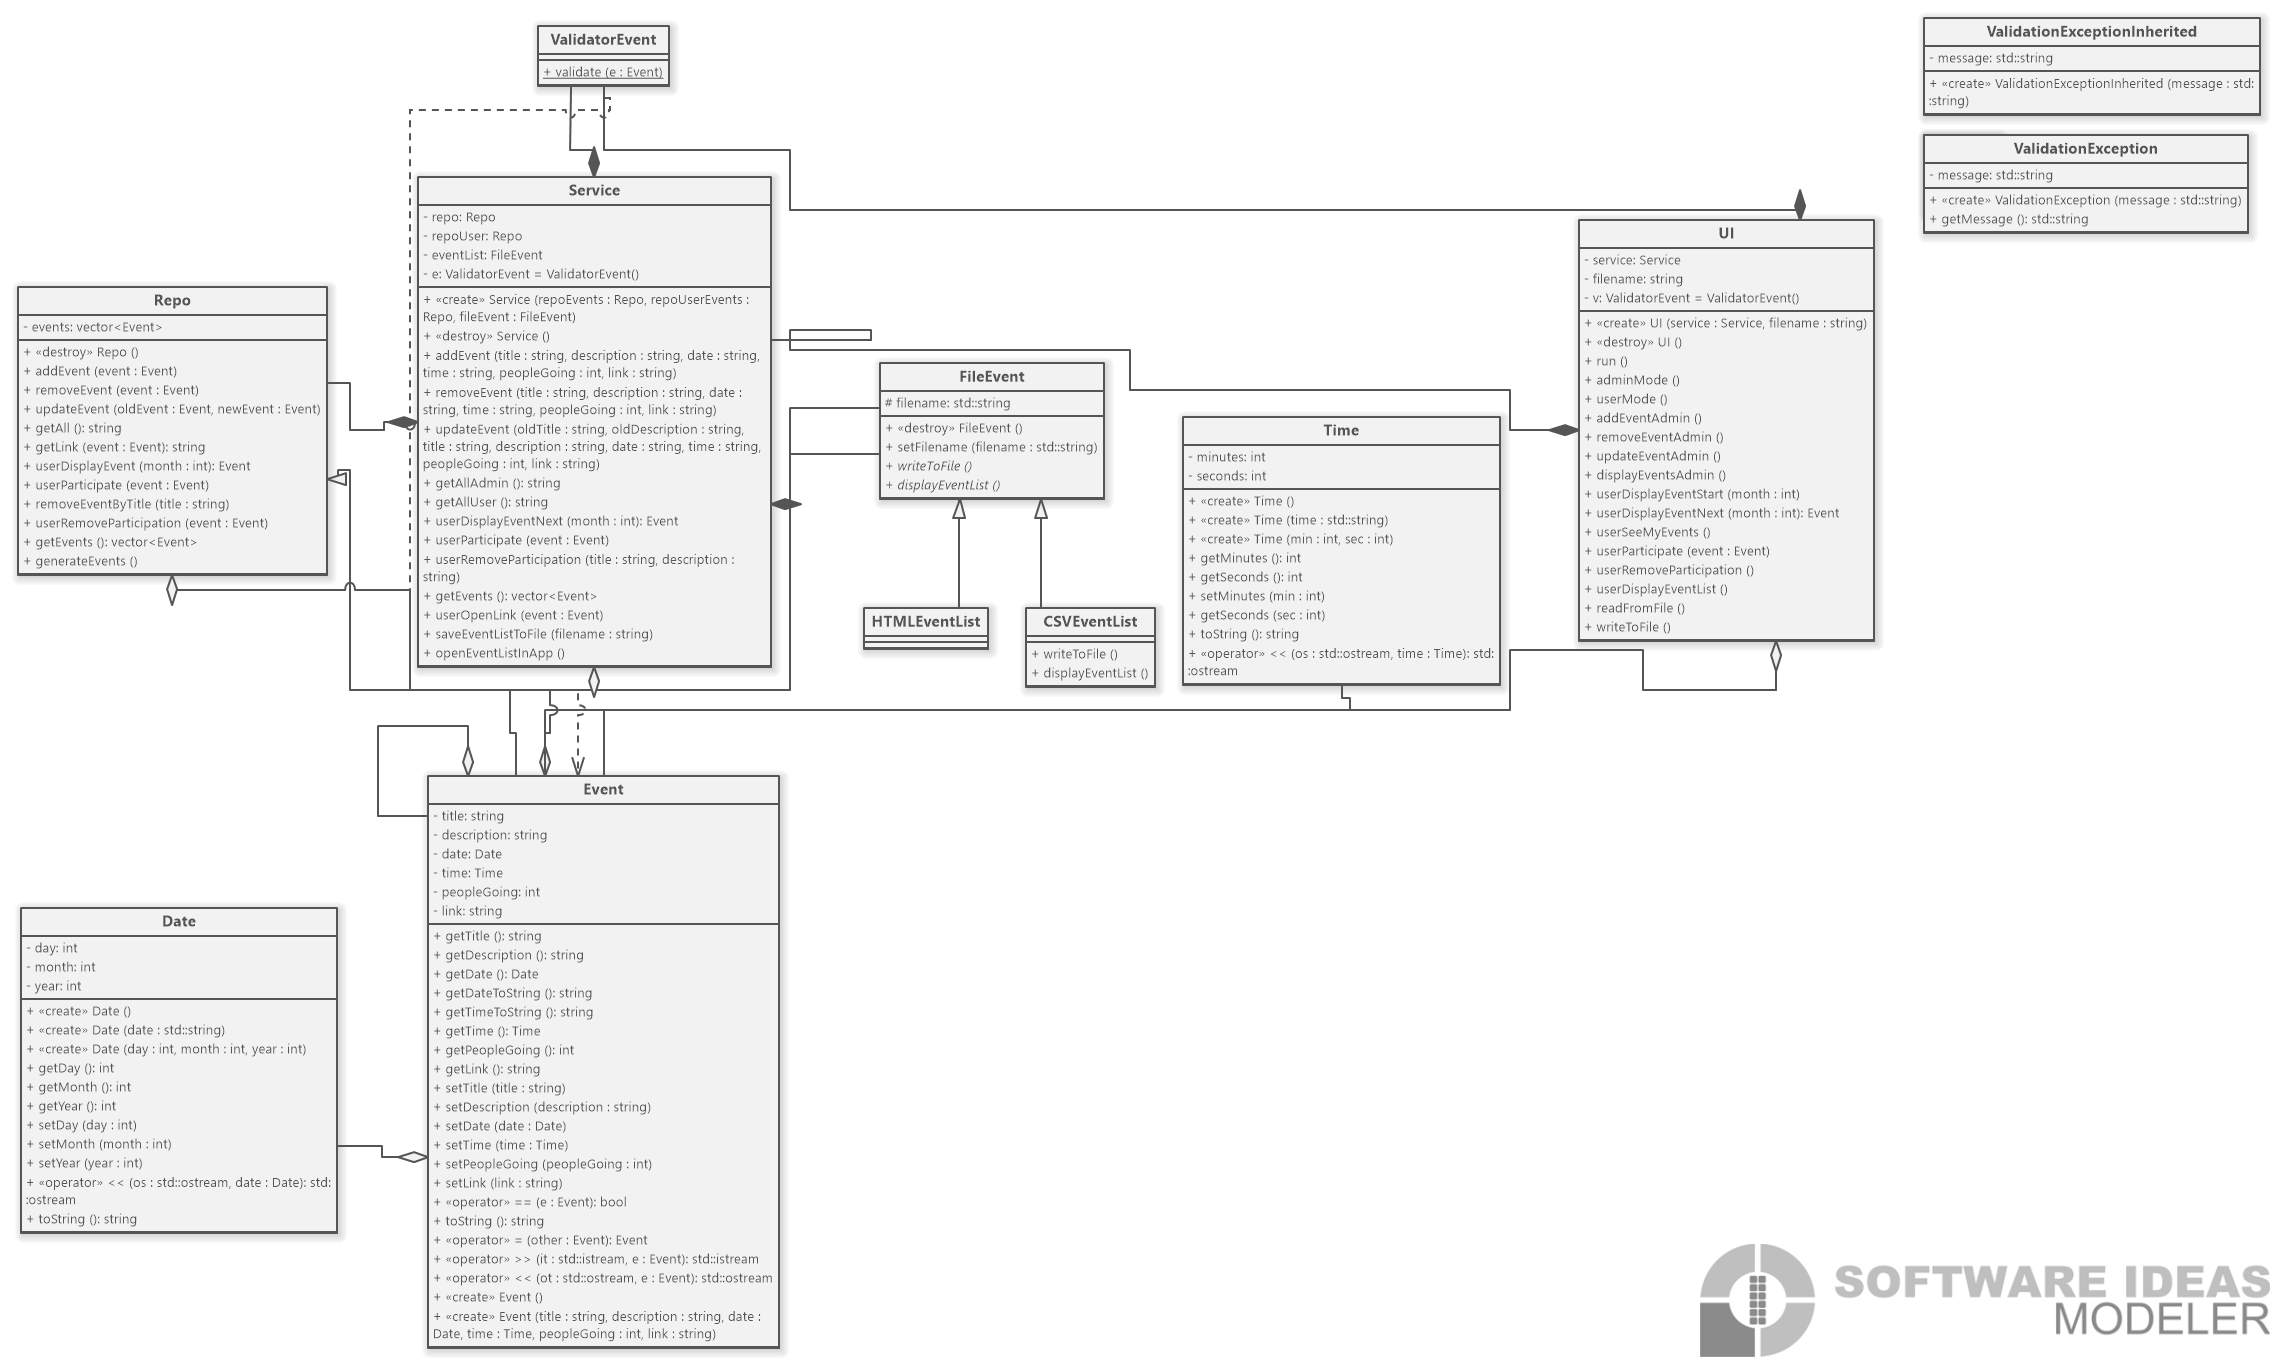 ValidatorEvent
+ validate (e : Event)
ValidationExceptionInherited
- message: std::string
+ «create» ValidationExceptionInherited (message : std:
:string)
ValidationException
- message: std::string
+ «create» ValidationException (message : std::string)
+ getMessage (): std::string
Service
- repo: Repo
- repoUser: Repo
- eventList: FileEvent
- e: ValidatorEvent = ValidatorEvent()
+ «create» Service (repoEvents : Repo, repoUserEvents :
Repo, fileEvent : FileEvent)
+ «destroy» Service ()
+ addEvent (title : string, description : string, date : string,
time : string, peopleGoing : int, link : string)
+ removeEvent (title : string, description : string, date :
string, time : string, peopleGoing : int, link : string)
+ updateEvent (oldTitle : string, oldDescription : string,
title : string, description : string, date : string, time : string,
peopleGoing : int, link : string)
+ getAllAdmin (): string
+ getAllUser (): string
+ userDisplayEventNext (month : int): Event
+ userParticipate (event : Event)
+ userRemoveParticipation (title : string, description :
string)
+ getEvents (): vector<Event>
+ userOpenLink (event : Event)
+ saveEventListToFile (filename : string)
+ openEventListInApp ()
UI
- service: Service
- filename: string
- v: ValidatorEvent = ValidatorEvent()
+ «create» UI (service : Service, filename : string)
+ «destroy» UI ()
+ run ()
+ adminMode ()
+ userMode ()
+ addEventAdmin ()
+ removeEventAdmin ()
+ updateEventAdmin ()
+ displayEventsAdmin ()
+ userDisplayEventStart (month : int)
+ userDisplayEventNext (month : int): Event
+ userSeeMyEvents ()
+ userParticipate (event : Event)
+ userRemoveParticipation ()
+ userDisplayEventList ()
+ readFromFile ()
+ writeToFile ()
Repo
- events: vector<Event>
+ «destroy» Repo ()
+ addEvent (event : Event)
+ removeEvent (event : Event)
+ updateEvent (oldEvent : Event, newEvent : Event)
+ getAll (): string
+ getLink (event : Event): string
+ userDisplayEvent (month : int): Event
+ userParticipate (event : Event)
+ removeEventByTitle (title : string)
+ userRemoveParticipation (event : Event)
+ getEvents (): vector<Event>
+ generateEvents ()
FileEvent
# filename: std::string
+ «destroy» FileEvent ()
+ setFilename (filename : std::string)
+ writeToFile ()
+ displayEventList ()
Time
- minutes: int
- seconds: int
+ «create» Time ()
+ «create» Time (time : std::string)
+ «create» Time (min : int, sec : int)
+ getMinutes (): int
+ getSeconds (): int
+ setMinutes (min : int)
+ getSeconds (sec : int)
+ toString (): string
+ «operator» << (os : std::ostream, time : Time): std:
:ostream
HTMLEventList
CSVEventList
+ writeToFile ()
+ displayEventList ()
Event
- title: string
- description: string
- date: Date
- time: Time
- peopleGoing: int
- link: string
+ getTitle (): string
+ getDescription (): string
+ getDate (): Date
+ getDateToString (): string
+ getTimeToString (): string
+ getTime (): Time
+ getPeopleGoing (): int
+ getLink (): string
+ setTitle (title : string)
+ setDescription (description : string)
+ setDate (date : Date)
+ setTime (time : Time)
+ setPeopleGoing (peopleGoing : int)
+ setLink (link : string)
+ «operator» == (e : Event): bool
+ toString (): string
+ «operator» = (other : Event): Event
+ «operator» >> (it : std::istream, e : Event): std::istream
+ «operator» << (ot : std::ostream, e : Event): std::ostream
+ «create» Event ()
+ «create» Event (title : string, description : string, date :
Date, time : Time, peopleGoing : int, link : string)
Date
- day: int
- month: int
- year: int
+ «create» Date ()
+ «create» Date (date : std::string)
+ «create» Date (day : int, month : int, year : int)
+ getDay (): int
+ getMonth (): int
+ getYear (): int
+ setDay (day : int)
+ setMonth (month : int)
+ setYear (year : int)
+ «operator» << (os : std::ostream, date : Date): std:
:ostream
+ toString (): string
SOFTWARE IDEAS
MODELER